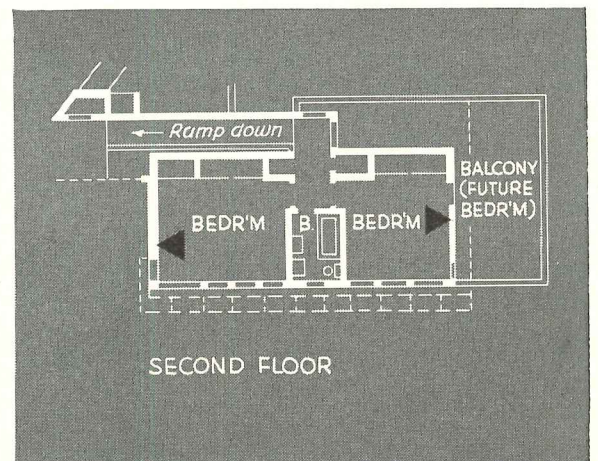 ← Ramp down
BALCONY
(FUTURE
BEDR'M)
BEDR'M
B.
BEDR'M
SECOND FLOOR